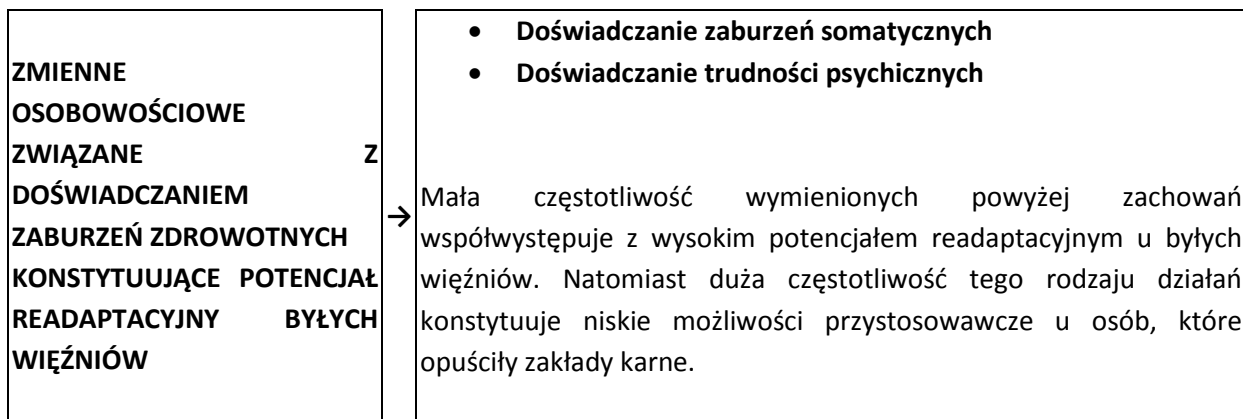 ZMIENNE
OSOBOWOŚCIOWE
ZWIĄZANE Z
DOŚWIADCZANIEM
ZABURZEŃ ZDROWOTNYCH
KONSTYTUUJĄCE POTENCJAŁ
READAPTACYJNY BYŁYCH
WIĘŹNIÓW
→
• Doświadczanie zaburzeń somatycznych
• Doświadczanie trudności psychicznych
Mała częstotliwość wymienionych powyżej zachowań
współwystępuje z wysokim potencjałem readaptacyjnym u byłych
więźniów. Natomiast duża częstotliwość tego rodzaju działań
konstytuuje niskie możliwości przystosowawcze u osób, które
opuściły zakłady karne.